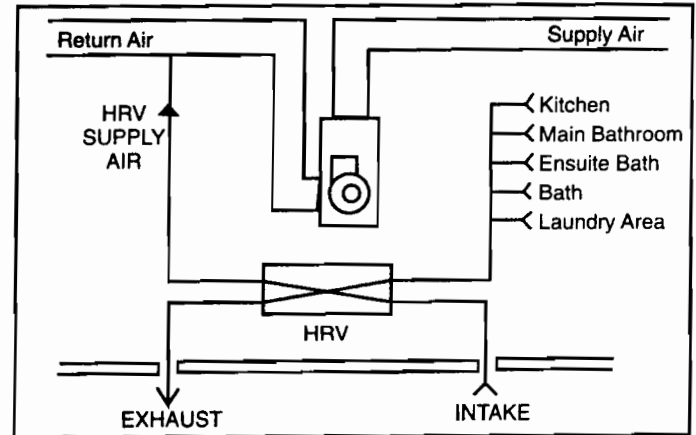 Return Air
Supply Air
HRV
SUPPLY
AIR
Kitchen
Main Bathroom
Ensuite Bath
Bath
Laundry Area
HRV
EXHAUST
INTAKE